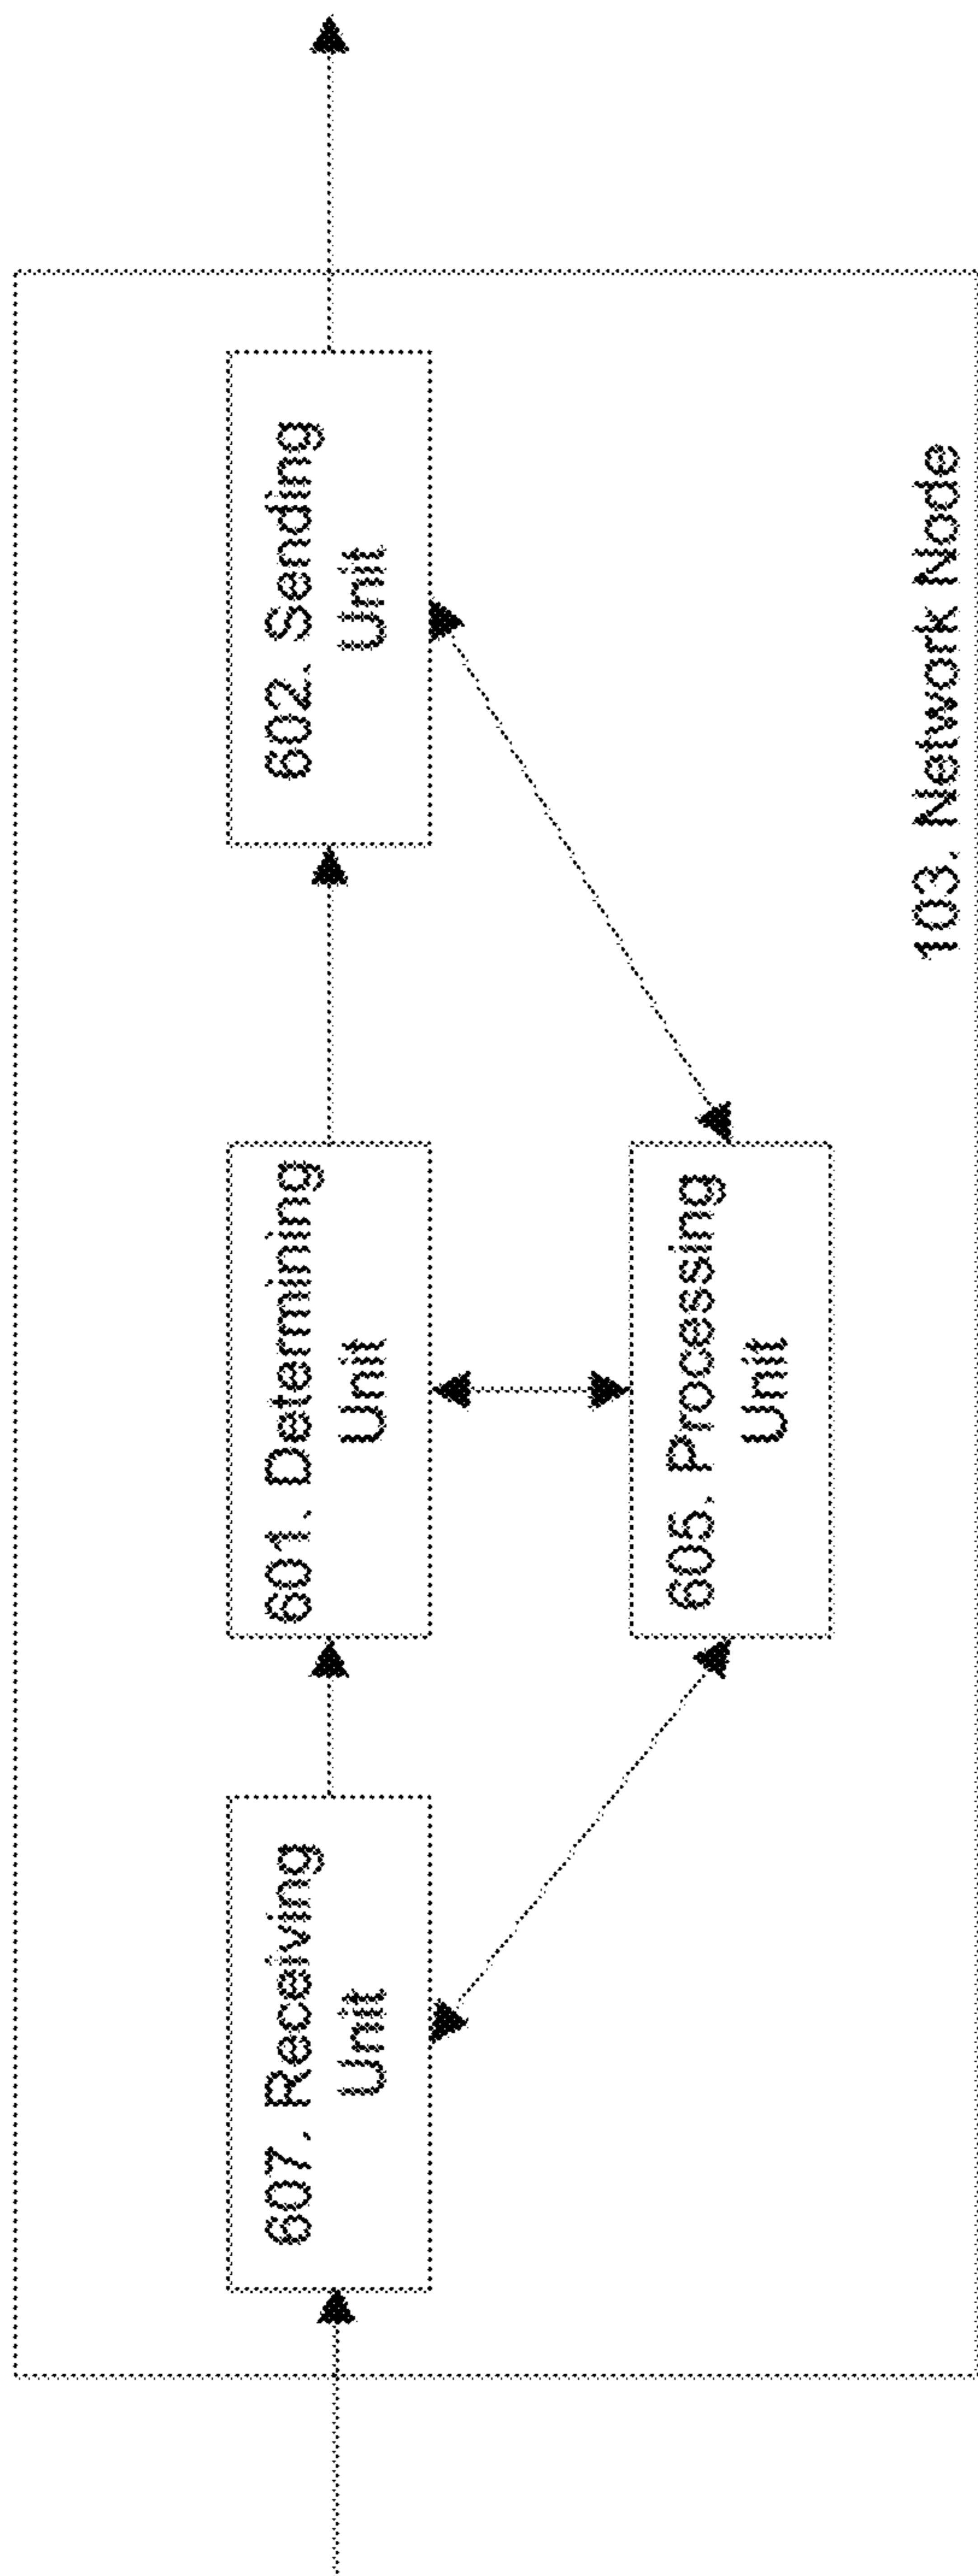 607. Receiving
Unit
601. Determining
Unit
602. Sending
Unit
605. Processing
Unit
103. Network Node